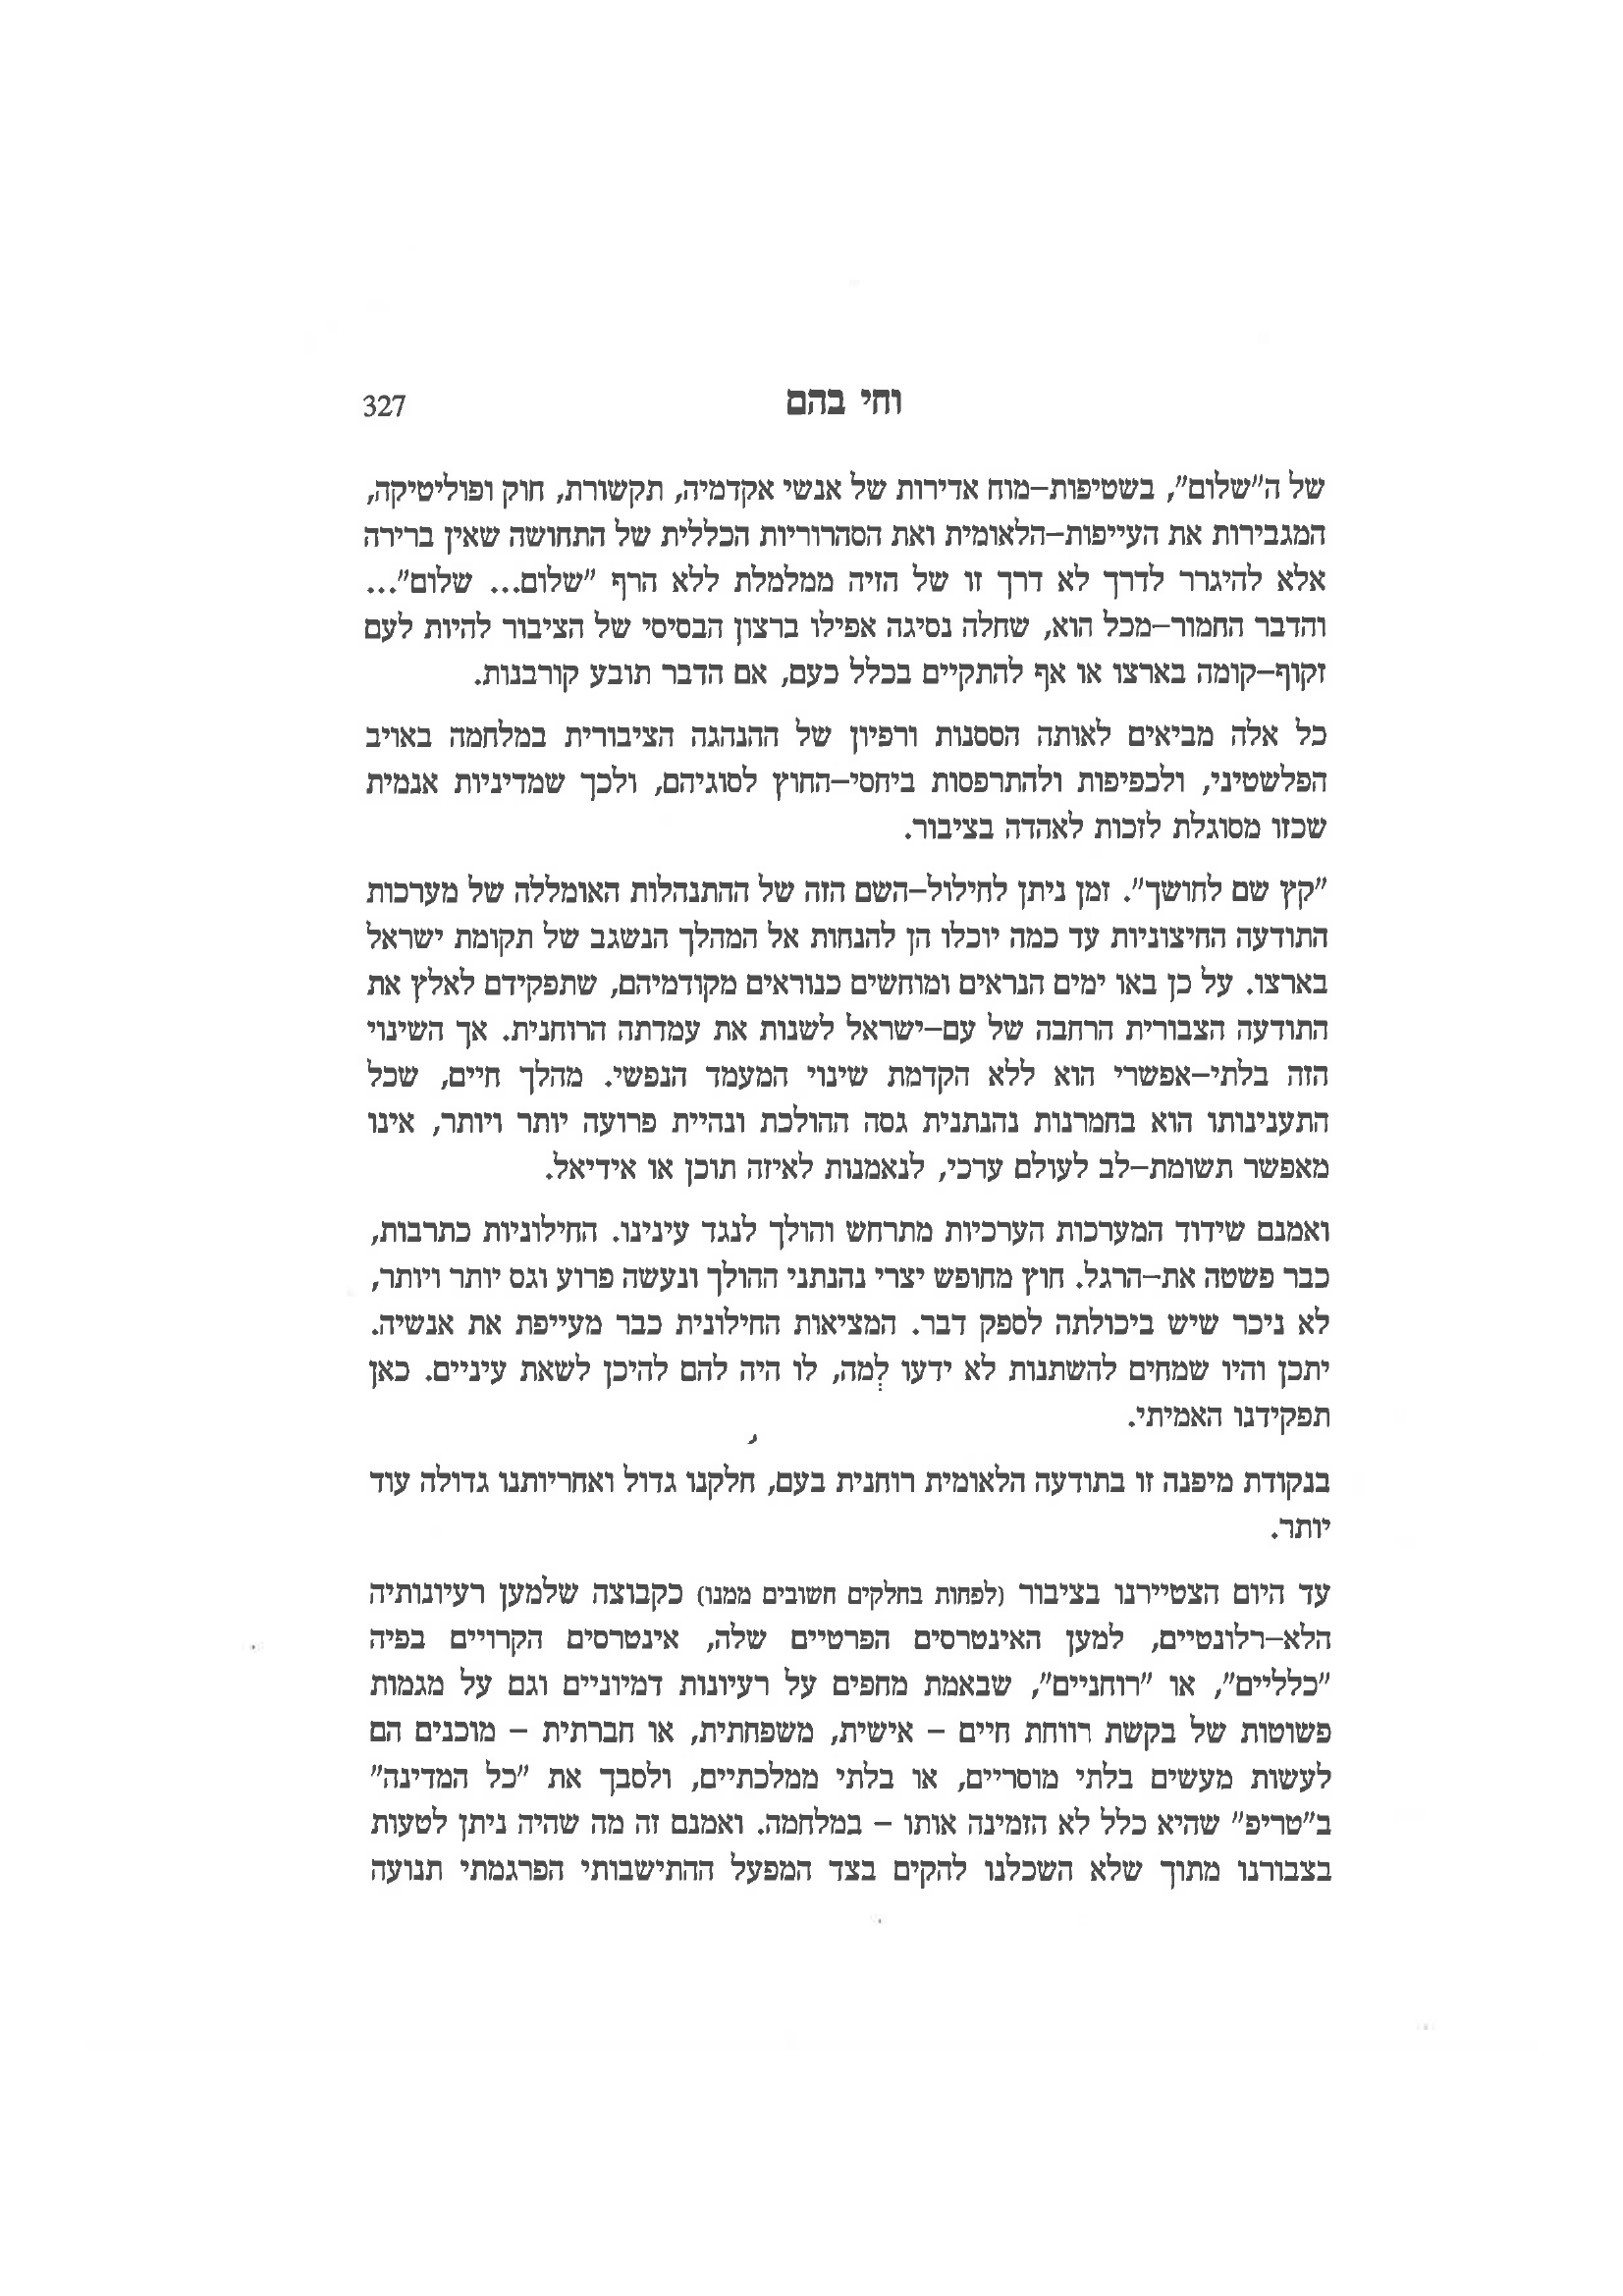 וחי בהם 327
של ה"שלום", בשטיפות–מוח אדירות של אנשי אקדמיה, תקשורת, חוק ופוליטיקה,
המגבירות את העייפות–הלאומית ואת הסהרוריות הכללית של התחושה שאין ברירה
אלא להיגרר לדרך לא דרך זו של הזיה ממלמלת ללא הרף "שלום... שלום"...
והדבר החמור–מכל הוא, שחלה נסיגה אפילו ברצון הבסיסי של הציבור להיות לעם
זקוף–קומה בארצו או אף להתקיים בכלל כעם, אם הדבר תובע קורבנות.
כל אלה מביאים לאותה הססנות ורפיון של ההנהגה הציבורית במלחמה באויב
הפלשטיני, ולכפיפות ולהתרפסות ביחסי–החוץ לסוגיהם, ולכך שמדיניות אנמית
שכזו מסוגלת לזכות לאהדה בציבור.
"קץ שם לחושך". זמן ניתן לחילול–השם הזה של ההתנהלות האומללה של מערכות
התודעה החיצוניות עד כמה יוכלו הן להנחות אל המהלך הנשגב של תקומת ישראל
בארצו. על כן באו ימים הנראים ומוחשים כנוראים מקודמיהם, שתפקידם לאלץ את
התודעה הצבורית הרחבה של עם–ישראל לשנות את עמדתה הרוחנית. אך השינוי
הזה בלתי–אפשרי הוא ללא הקדמת שינוי המעמד הנפשי. מהלך חיים, שכל
התענינותו הוא בחמרנות נהנתנית גסה ההולכת ונהיית פרועה יותר ויותר, אינו
מאפשר תשומת–לב לעולם ערכי, לנאמנות לאיזה תוכן או אידיאל.
ואמנם שידוד המערכות הערכיות מתרחש והולך לנגד עינינו. החילוניות כתרבות,
כבר פשטה את–הרגל. חוץ מחופש יצרי נהנתני ההולך ונעשה פרוע וגס יותר ויותר,
לא ניכר שיש ביכולתה לספק דבר. המציאות החילונית כבר מעייפת את אנשיה.
יתכן והיו שמחים להשתנות לא ידעו לְמה, לו היה להם להיכן לשאת עיניים. כאן
תפקידנו האמיתי.
בנקודת מיפנה זו בתודעה הלאומית רוחנית בעם, חלקנו גדול ואחריותנו גדולה עוד
יותר.
עד היום הצטיירנו בציבור (לפחות בחלקים חשובים ממנו) כקבוצה שלמען רעיונותיה
הלא–רלונטיים, למען האינטרסים הפרטיים שלה, אינטרסים הקרויים בפיה
"כלליים", או "רוחניים", שבאמת מחפים על רעיונות דמיוניים וגם על מגמות
פשוטות של בקשת רווחת חיים – אישית, משפחתית, או חברתית – מוכנים הם
לעשות מעשים בלתי מוסריים, או בלתי ממלכתיים, ולסבך את "כל המדינה"
ב"טריפ" שהיא כלל לא הזמינה אותו – במלחמה. ואמנם זה מה שהיה ניתן לטעות
בצבורנו מתוך שלא השכלנו להקים בצד המפעל ההתישבותי הפרגמתי תנועה